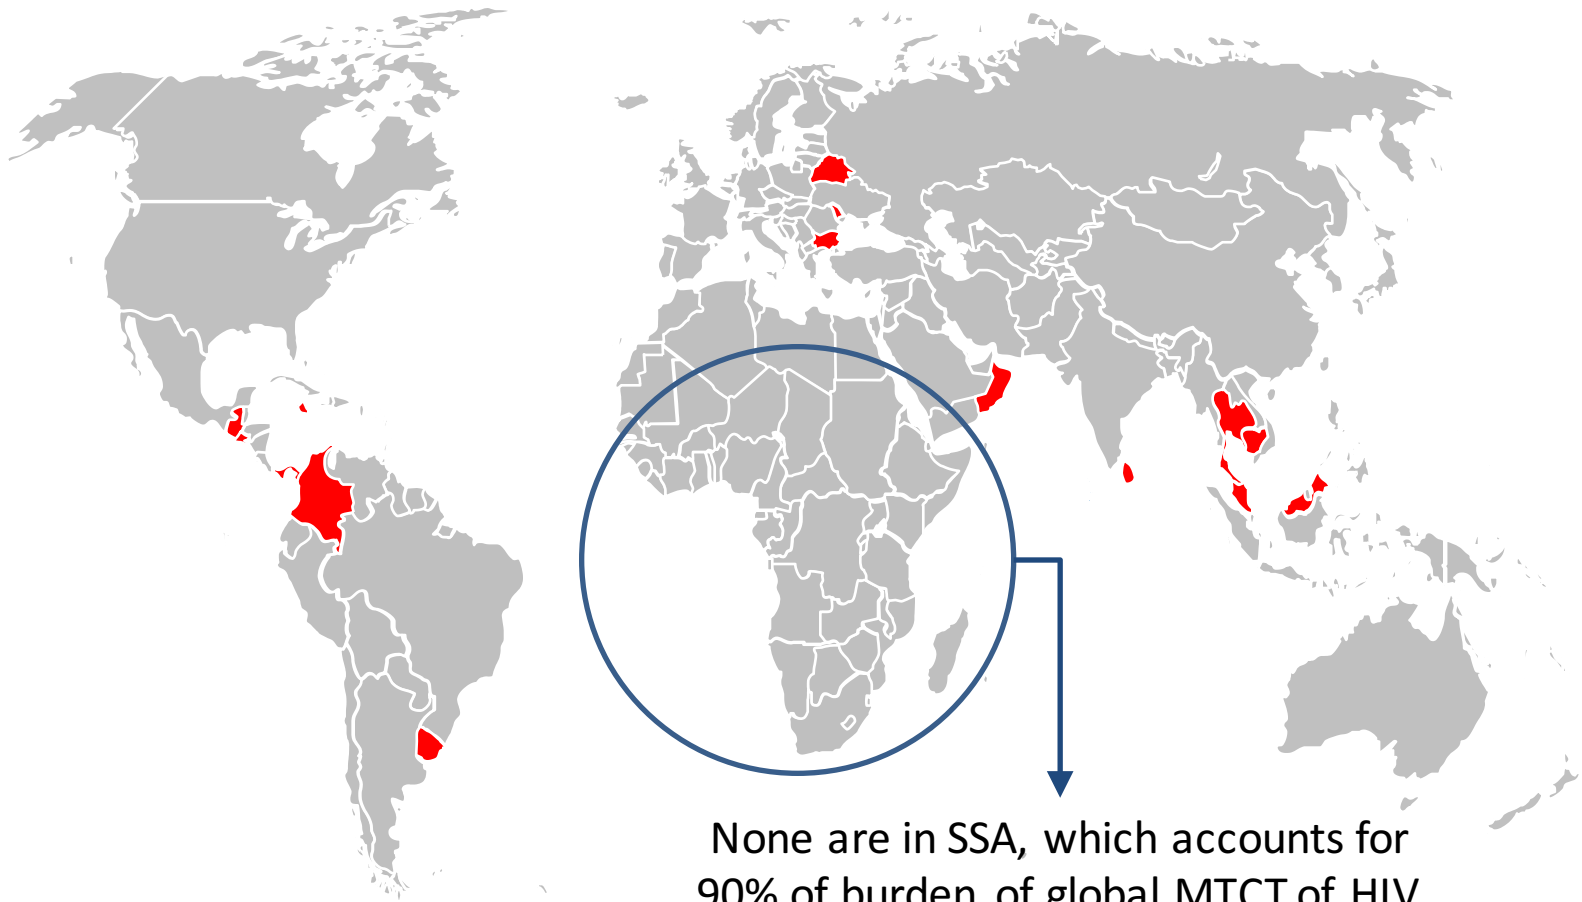 None are in SSA, which accounts for
90% of burden of global MTCT of HIV